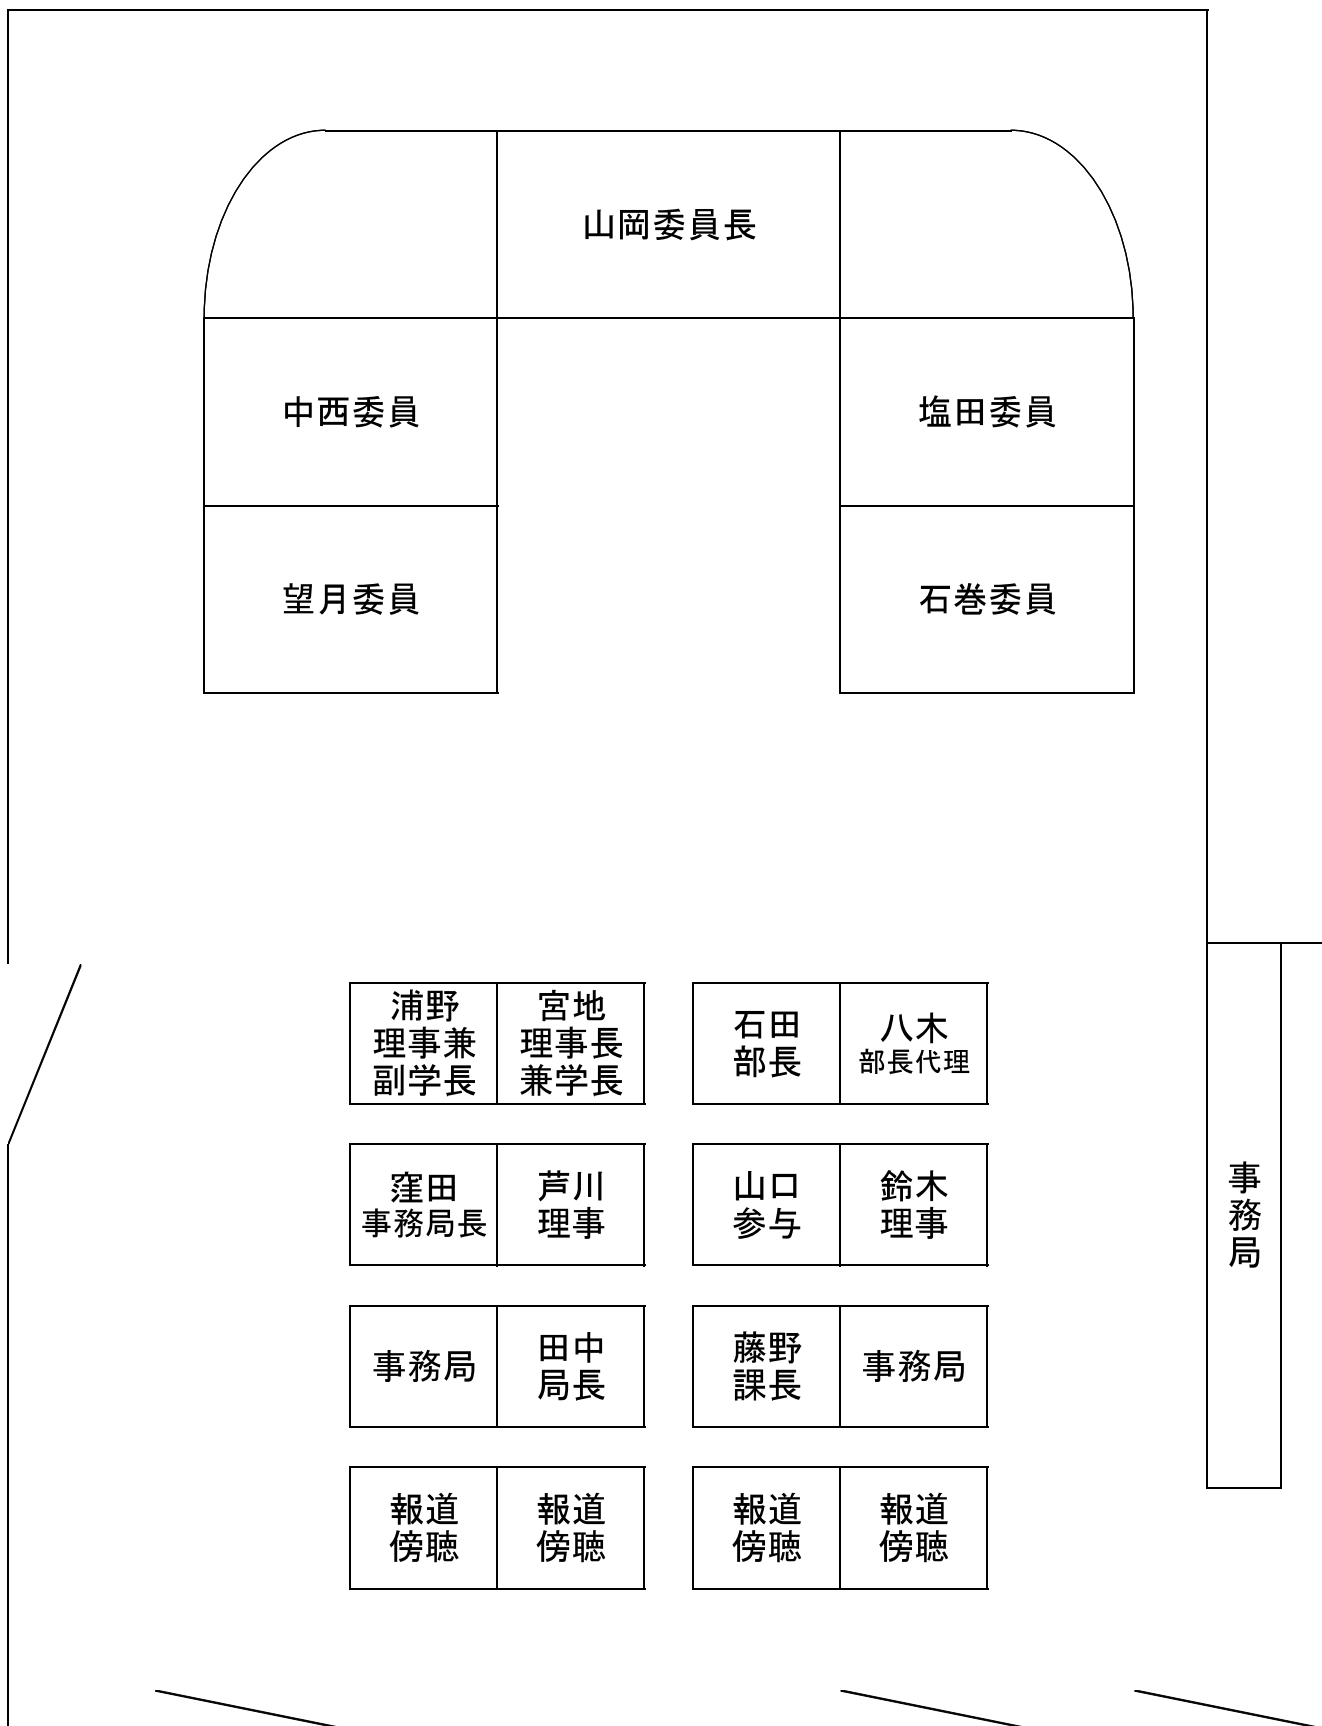 山岡委員長
中西委員
塩田委員
望月委員
石巻委員
浦野
理事兼
副学長
宮地
理事長
兼学長
石田
部長
八木
部長代理
窪田
事務局長
芦川
理事
山口
参与
鈴木
理事
事務局
田中
局長
藤野
課長
事務局
報道
傍聴
報道
傍聴
報道
傍聴
報道
傍聴
事務局